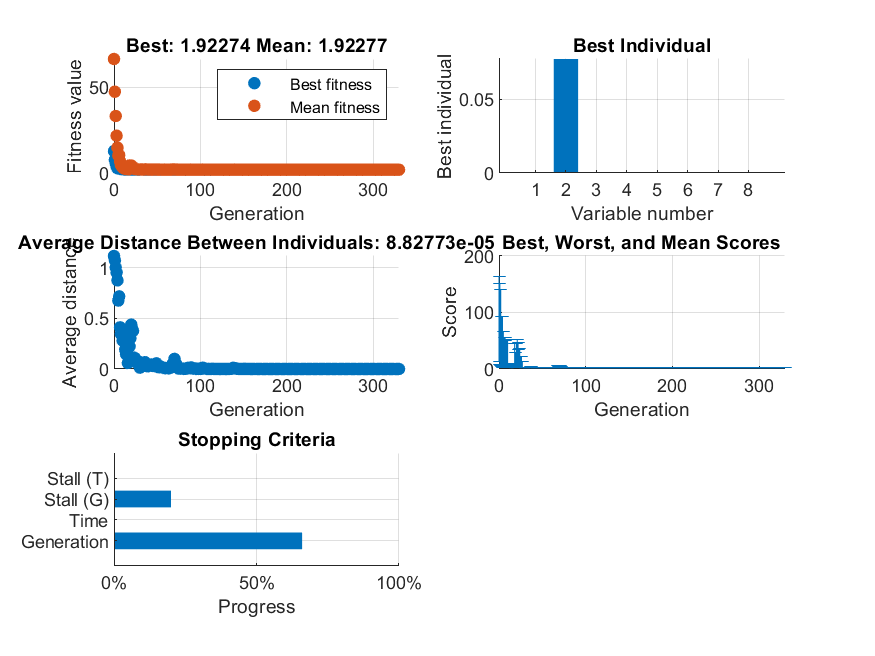 Best: 1.92274 Mean: 1.92277
Fitness value
50
0
Best fitness
Mean fitness
0 100 200 300
Generation
Best Individual
Best individual
0.05
0
1 2 3 4 5 6 7 8
Variable number
Average Distance Between Individuals: 8.82773e-05
Average distance
1
0.5
0
0 100 200 300
Generation
Best, Worst, and Mean Scores
Score
200
100
0
0 100 200 300
Generation
Stopping Criteria
Stall (T)
Stall (G)
Time
Generation
0% 50% 100%
Progress